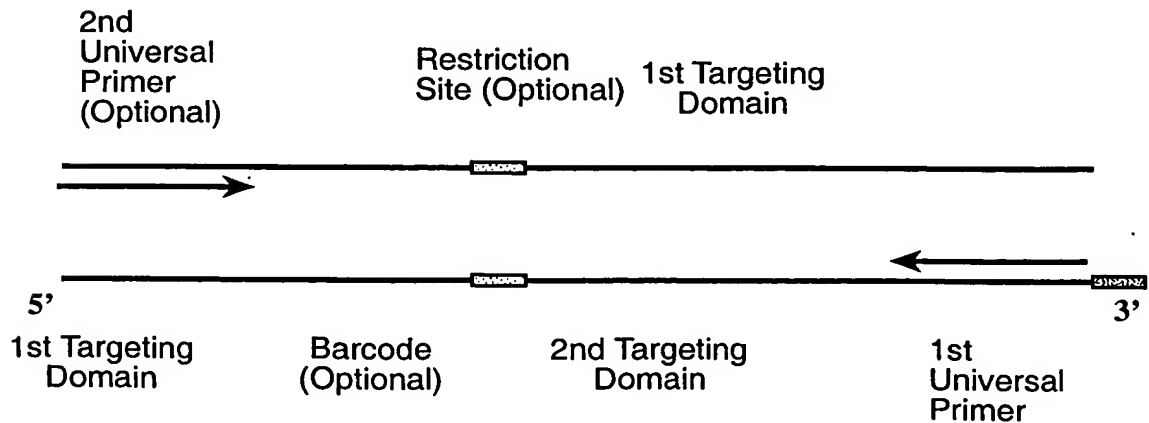 2nd
Universal
Primer
(Optional)
Restriction
Site (Optional)
1st Targeting
Domain
5'
3'
1st Targeting
Domain
Barcode
(Optional)
2nd Targeting
Domain
1st
Universal
Primer